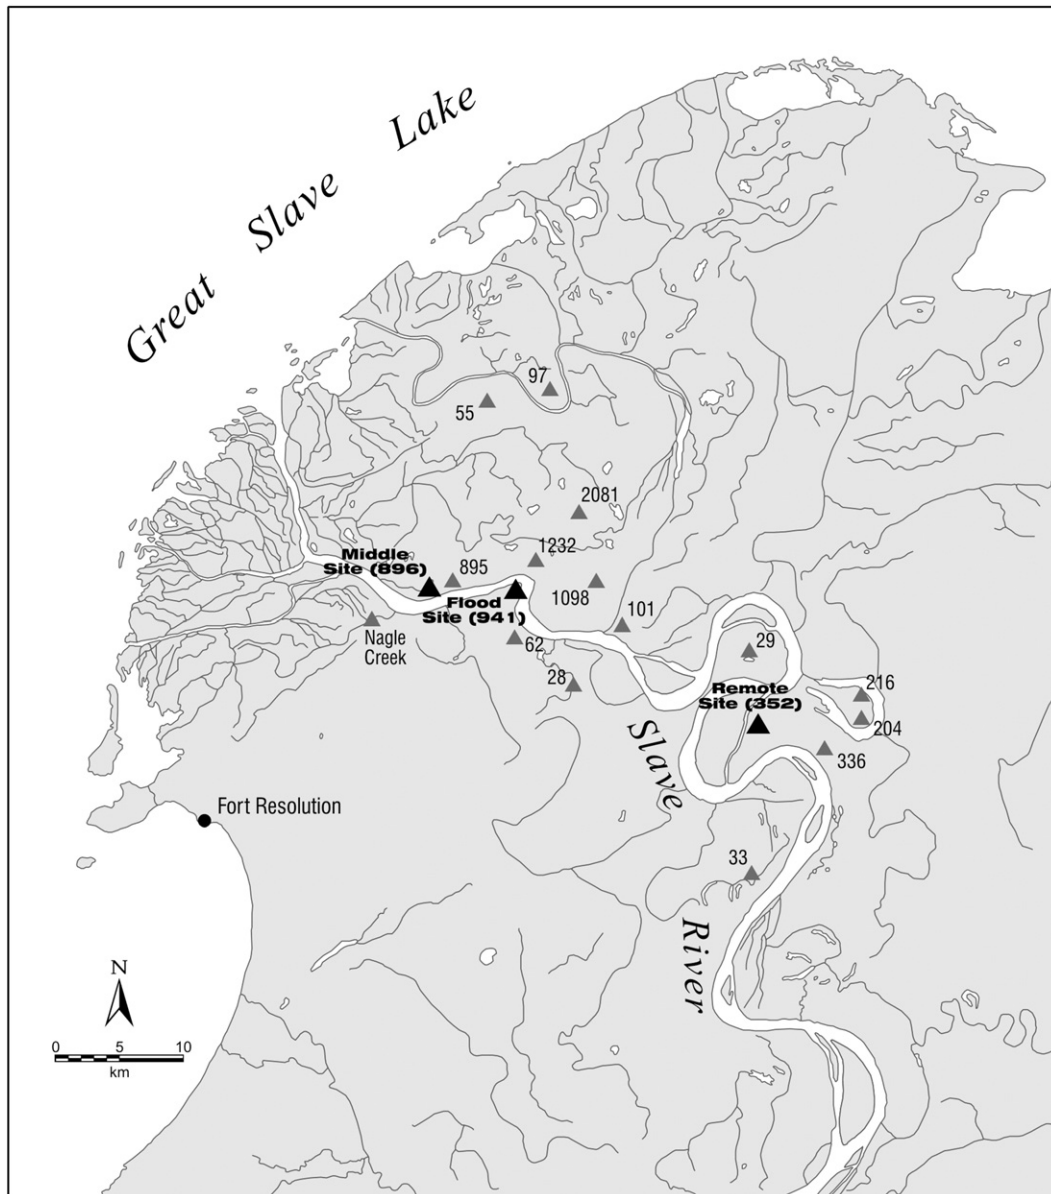 Great Slave Lake
97
55
2081
1232
Middle
Site (896)
895
Flood
Site (941)
1098
101
Nagle
Creek
62
29
28
Remote
Site (352)
216
204
336
Slave
River
Fort Resolution
33
N
0 5 10
km